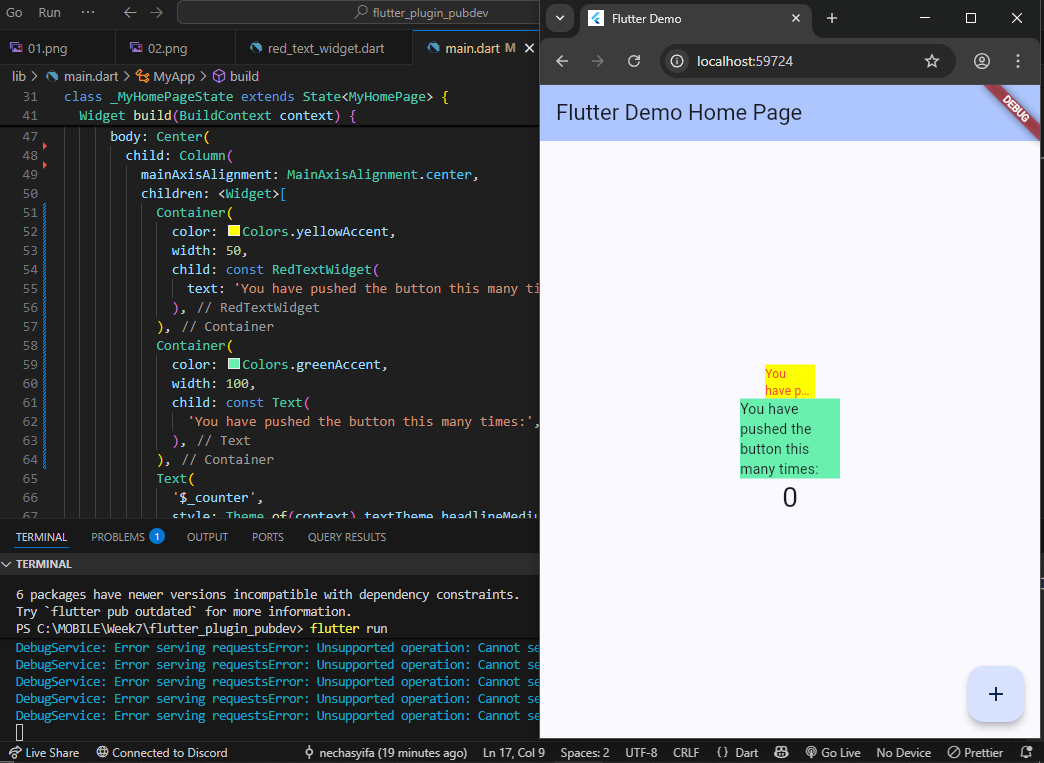 Go Run ··· flutter_plugin_pubdev
01.png 02.png red_text_widget.dart main.dart M
lib > main.dart > MyApp > build
31 class _MyHomePageState extends State<MyHomePage> {
41 Widget build(BuildContext context) {
47 body: Center(
48 child: Column(
49 mainAxisAlignment: MainAxisAlignment.center,
50 children: <Widget>[
51 Container(
52 color: Colors.yellowAccent,
53 width: 50,
54 child: const RedTextWidget(
55 text: 'You have pushed the button this many ti
56 ), // RedTextWidget
57 ), // Container
58 Container(
59 color: Colors.greenAccent,
60 width: 100,
61 child: const Text(
62 'You have pushed the button this many times:',
63 ), // Text
64 ), // Container
65 Text(
66 '$_counter',
67 style: Theme.of(context).textTheme.headlineMediu
TERMINAL PROBLEMS 1 OUTPUT PORTS QUERY RESULTS
TERMINAL
6 packages have newer versions incompatible with dependency constraints.
Try `flutter pub outdated` for more information.
PS C:\MOBILE\Week7\flutter_plugin_pubdev> flutter run
DebugService: Error serving requestsError: Unsupported operation: Cannot se
DebugService: Error serving requestsError: Unsupported operation: Cannot se
DebugService: Error serving requestsError: Unsupported operation: Cannot se
DebugService: Error serving requestsError: Unsupported operation: Cannot se
DebugService: Error serving requestsError: Unsupported operation: Cannot se
Live Share Connected to Discord nechasyifa (19 minutes ago) Ln 17, Col 9 Spaces: 2 UTF-8 CRLF {} Dart Go Live No Device Prettier
Flutter Demo
localhost:59724
Flutter Demo Home Page
DEBUG
You
have p...
You have
pushed the
button this
many times:
0
+